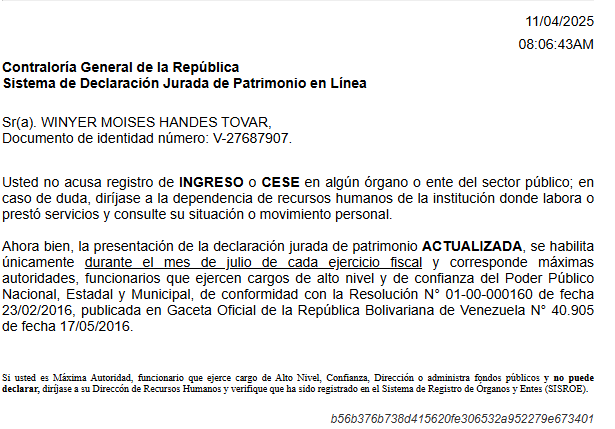 11/04/2025
08:06:43AM
Contraloría General de la República
Sistema de Declaración Jurada de Patrimonio en Línea
Sr(a). WINYER MOISES HANDES TOVAR,
Documento de identidad número: V-27687907.
Usted no acusa registro de INGRESO o CESE en algún órgano o ente del sector público; en
caso de duda, diríjase a la dependencia de recursos humanos de la institución donde labora o
prestó servicios y consulte su situación o movimiento personal.
Ahora bien, la presentación de la declaración jurada de patrimonio ACTUALIZADA, se habilita
únicamente durante el mes de julio de cada ejercicio fiscal y corresponde máximas
autoridades, funcionarios que ejercen cargos de alto nivel y de confianza del Poder Público
Nacional, Estadal y Municipal, de conformidad con la Resolución N° 01-00-000160 de fecha
23/02/2016, publicada en Gaceta Oficial de la República Bolivariana de Venezuela N° 40.905
de fecha 17/05/2016.
Si usted es Máxima Autoridad, funcionario que ejerce cargo de Alto Nivel, Confianza, Dirección o administra fondos públicos y no puede
declarar, diríjase a su Direccón de Recursos Humanos y verifique que ha sido registrado en el Sistema de Registro de Órganos y Entes (SISROE).
b56b376b738d415620fe306532a952279e673401